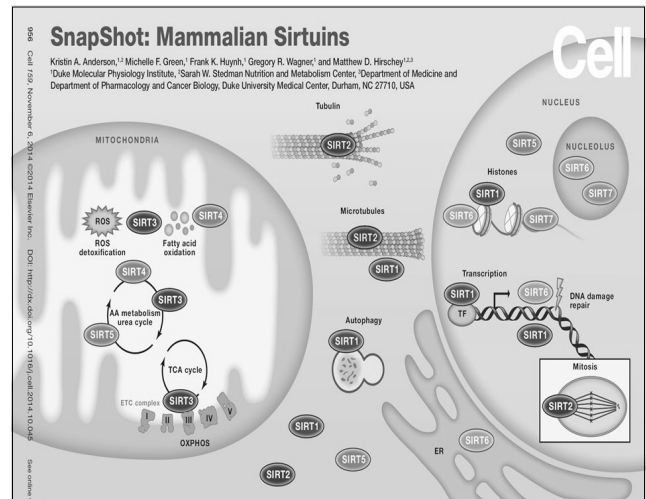 SnapShot: Mammalian Sirtuins
Kristin A. Anderson,1,2 Michelle F. Green,1 Frank K. Huynh,1 Gregory R. Wagner,1 and Matthew D. Hirschey1,2,3
1Duke Molecular Physiology Institute, 2Sarah W. Stedman Nutrition and Metabolism Center, 3Department of Medicine and
Department of Pharmacology and Cancer Biology, Duke University Medical Center, Durham, NC 27710, USA
Cell
956 Cell 159, November 6, 2014 ©2014 Elsevier Inc. DOI: http://dx.doi.org/10.1016/j.cell.2014.10.045
See online
MITOCHONDRIA
ROS
SIRT3
SIRT4
ROS
detoxification
Fatty acid
oxidation
SIRT4
SIRT3
AA metabolism
urea cycle
SIRT5
TCA cycle
ETC complex
SIRT3
I
II
III
IV
V
OXPHOS
Tubulin
SIRT2
Microtubules
SIRT2
SIRT1
Autophagy
SIRT1
SIRT1
SIRT5
SIRT2
ER
SIRT6
NUCLEUS
SIRT5
NUCLEOLUS
SIRT6
SIRT7
Histones
SIRT1
SIRT6
SIRT7
Transcription
SIRT1
TF
SIRT6
DNA damage
repair
SIRT1
Mitosis
SIRT2